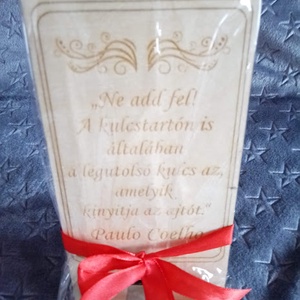 „Ne add fel!
A kulcstartón is
általában
a legutolsó kulcs az,
amelyik
kinyitja az ajtót."
Paulo Coelho